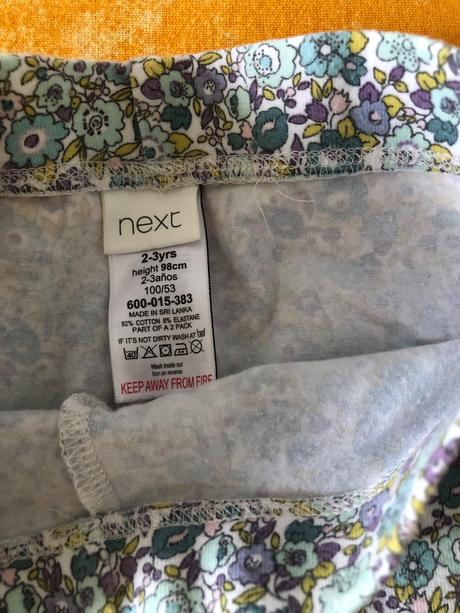 next
2-3yrs
height 98cm
2-3años
100/53
600-015-383
MADE IN SRI LANKA
92% COTTON 8% ELASTANE
PART OF A 2 PACK
IF IT'S NOT DIRTY WASH AT 30
40
Wash inside out
Iron on reverse
KEEP AWAY FROM FIRE